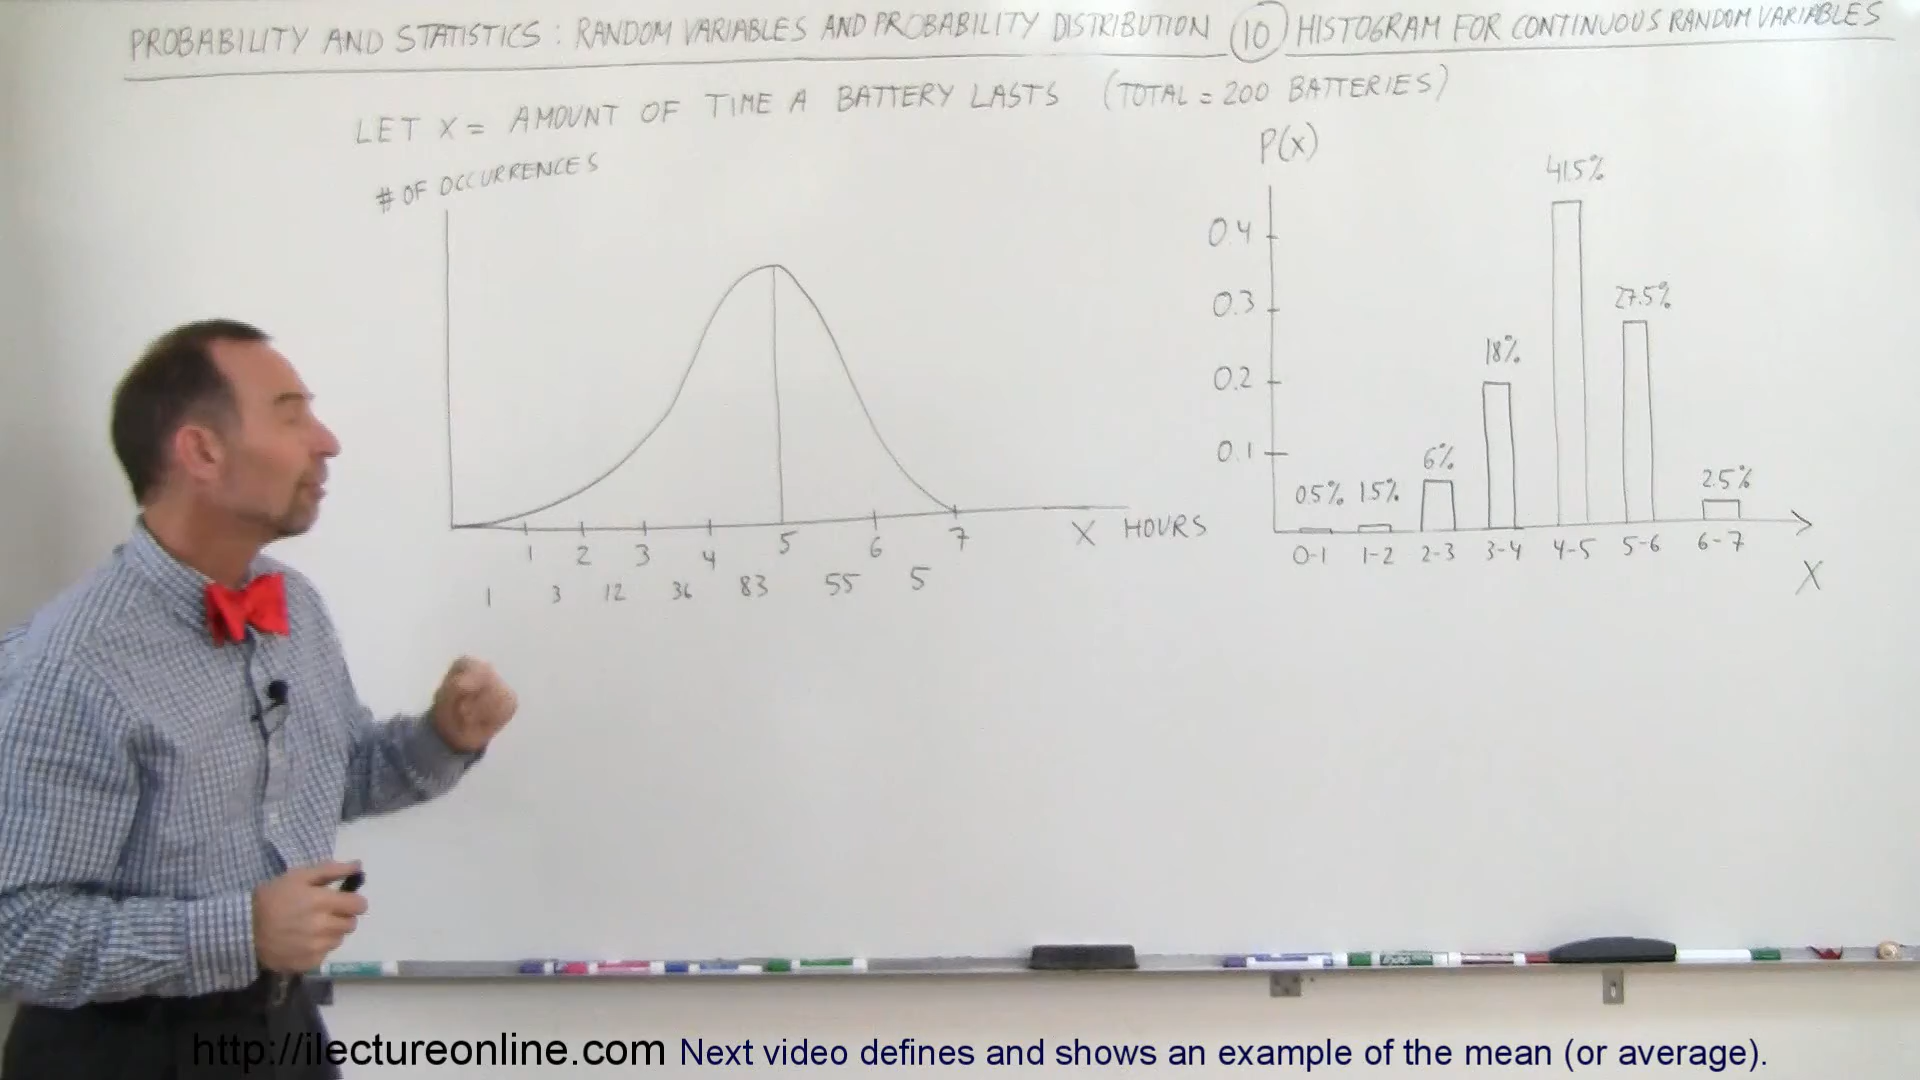 PROBABILITY AND STATISTICS: RANDOM VARIABLES AND PROBABILITY DISTRIBUTION 10 HISTOGRAM FOR CONTINUOUS RANDOM VARIABLES
LET X = AMOUNT OF TIME A BATTERY LASTS (TOTAL = 200 BATTERIES)
# OF OCCURRENCES
1 2 3 4 5 6 7 X HOURS
1 3 12 36 83 55 5
P(x)
41.5%
0.4
27.5%
0.3
18%
0.2
6%
0.1
0.5% 1.5% 2.5%
0-1 1-2 2-3 3-4 4-5 5-6 6-7
X
http://ilectureonline.com Next video defines and shows an example of the mean (or average).